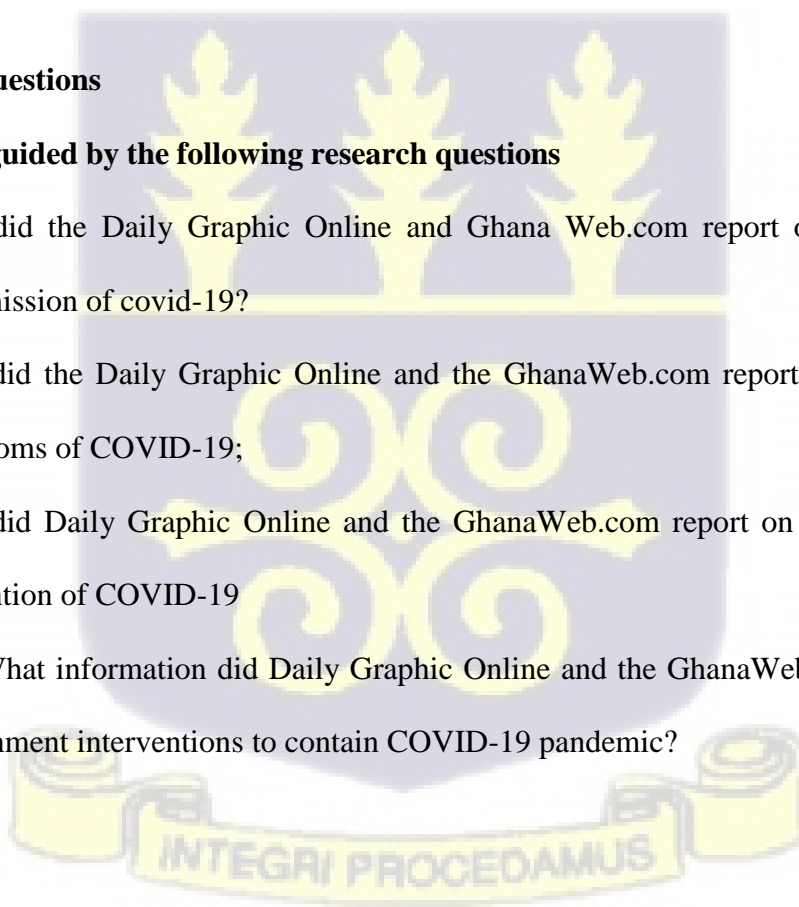 uestions
guided by the following research questions
did the Daily Graphic Online and Ghana Web.com report o
ission of covid-19?
did the Daily Graphic Online and the GhanaWeb.com report
oms of COVID-19;
did Daily Graphic Online and the GhanaWeb.com report on
ntion of COVID-19
What information did Daily Graphic Online and the GhanaWeb
nment interventions to contain COVID-19 pandemic?
INTEGRI PROCEDAMUS